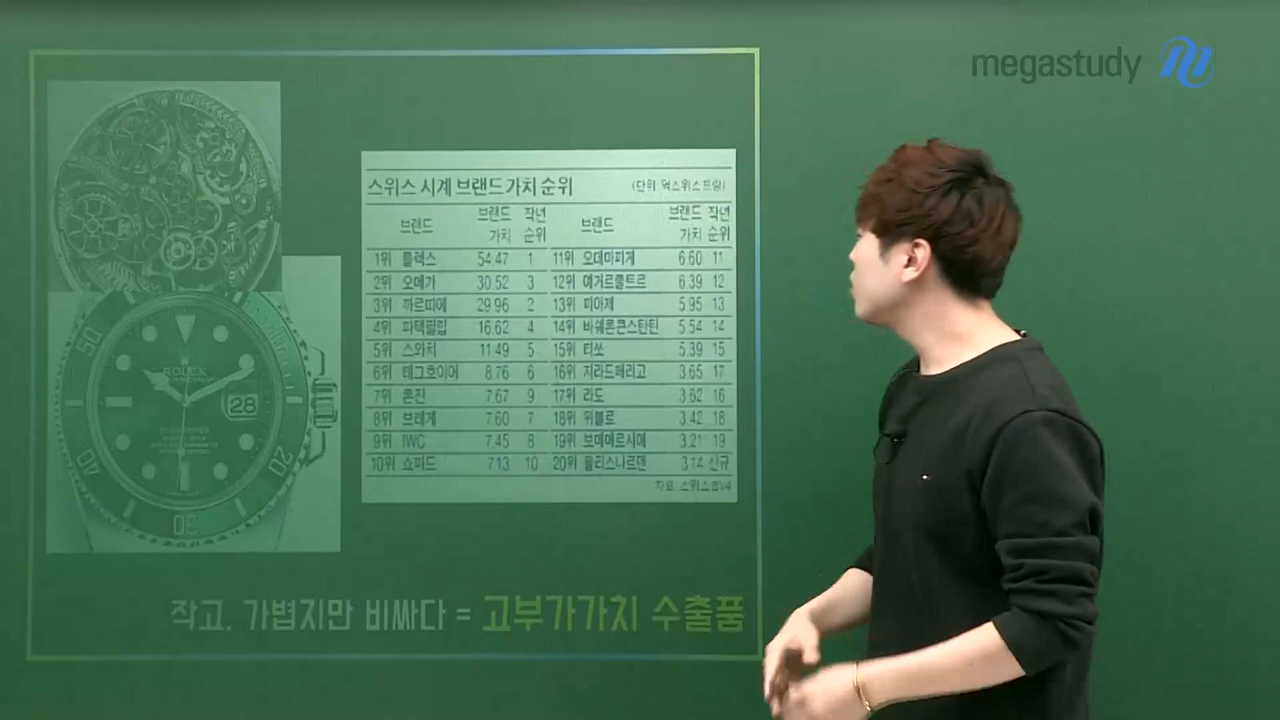 megastudy
스위스 시계 브랜드가치 순위 (단위 억스위스프랑)
브랜드 브랜드 가치 작년 순위 브랜드 브랜드 가치 작년 순위
1위 롤렉스 54.47 1 11위 오데마피게 6.60 11
2위 오메가 30.52 3 12위 예거르쿨트르 6.39 12
3위 까르띠에 29.96 2 13위 피아제 5.95 13
4위 파텍필립 16.62 4 14위 바쉐론콘스탄틴 5.54 14
5위 스와치 11.49 5 15위 티쏘 5.39 15
6위 테그호이어 8.76 6 16위 지라드페리고 3.65 17
7위 론진 7.67 9 17위 라도 3.62 16
8위 브레게 7.60 7 18위 위블로 3.42 18
9위 IWC 7.45 8 19위 보메메르시에 3.21 19
10위 쇼파드 7.13 10 20위 율리스나르덴 3.14 신규
자료: 스위스
50
ROLEX
28
40
20
작고, 가볍지만 비싸다 = 고부가가치 수출품